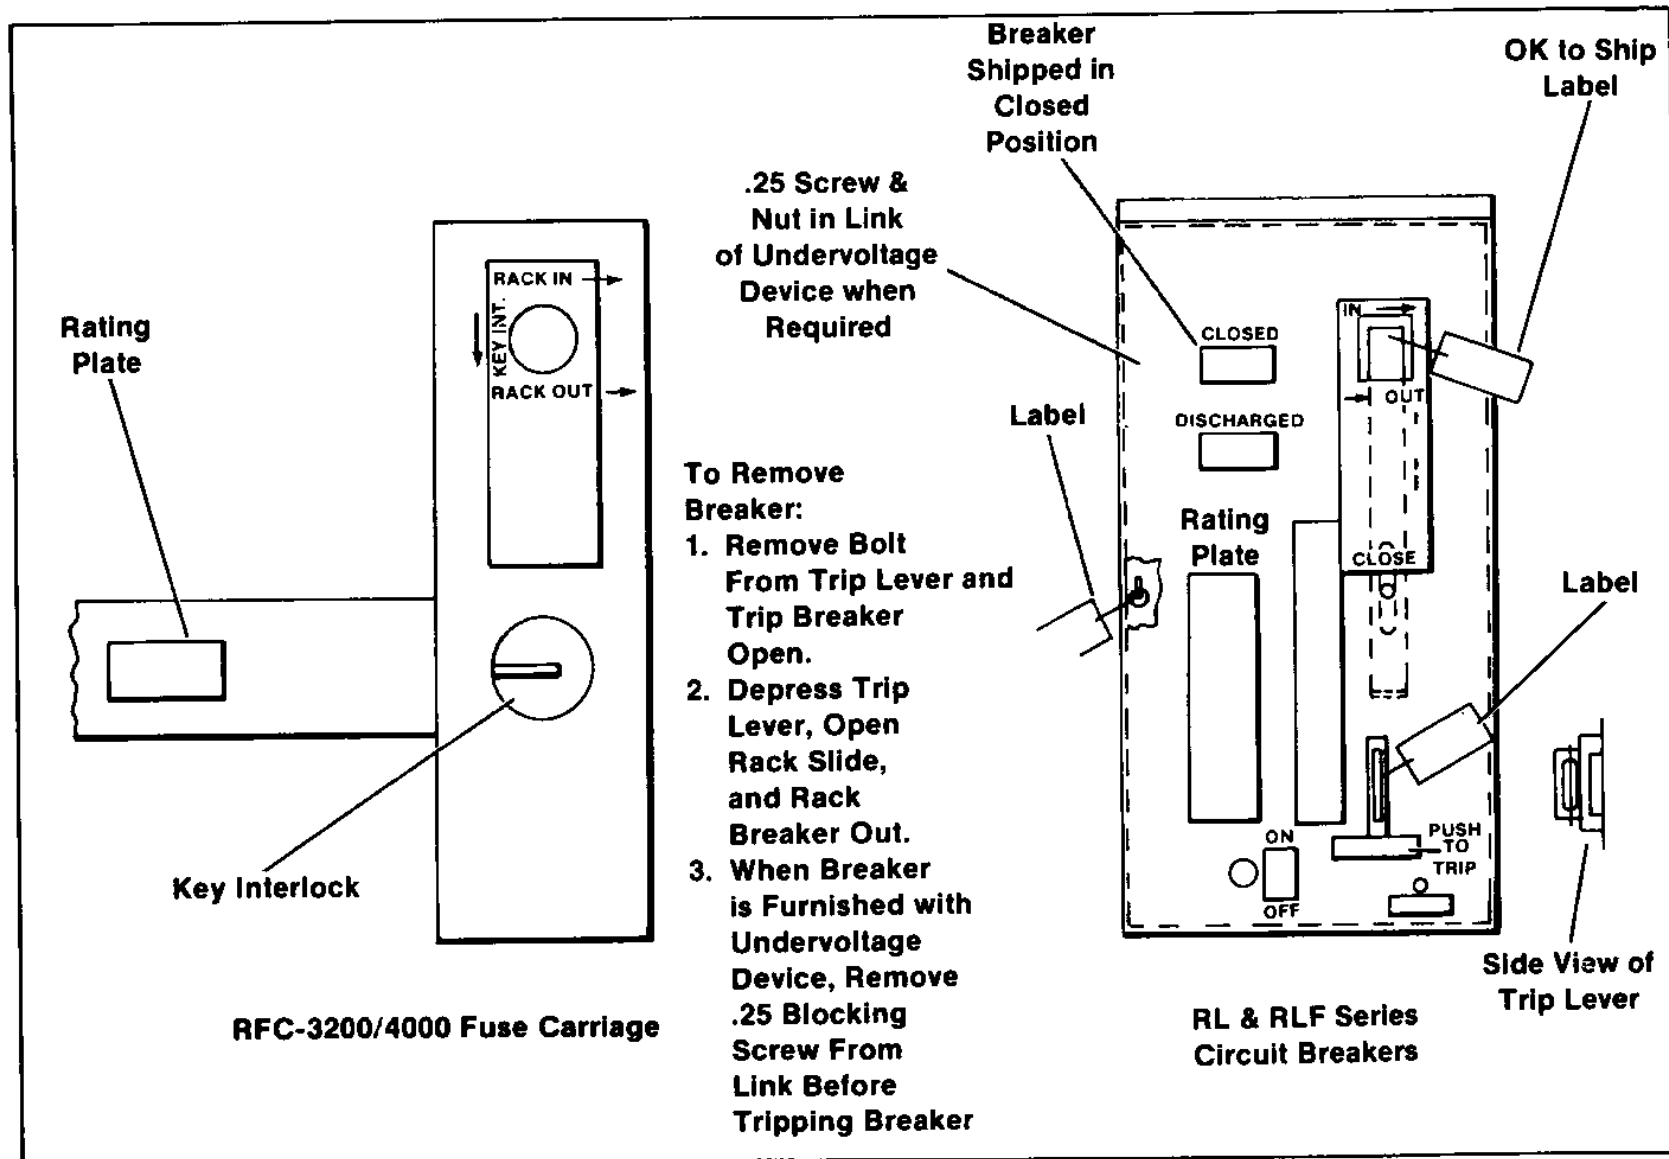 Breaker
Shipped in
Closed
Position
OK to Ship
Label
.25 Screw &
Nut in Link
of Undervoltage
Device when
Required
Rating
Plate
RACK IN
KEY INT.
RACK OUT
Key Interlock
RFC-3200/4000 Fuse Carriage
To Remove
Breaker:
1. Remove Bolt
From Trip Lever and
Trip Breaker
Open.
2. Depress Trip
Lever, Open
Rack Slide,
and Rack
Breaker Out.
3. When Breaker
is Furnished with
Undervoltage
Device, Remove
.25 Blocking
Screw From
Link Before
Tripping Breaker
Label
CLOSED
DISCHARGED
IN
OUT
Rating
Plate
CLOSE
Label
ON
OFF
PUSH
TO
TRIP
Side View of
Trip Lever
RL & RLF Series
Circuit Breakers